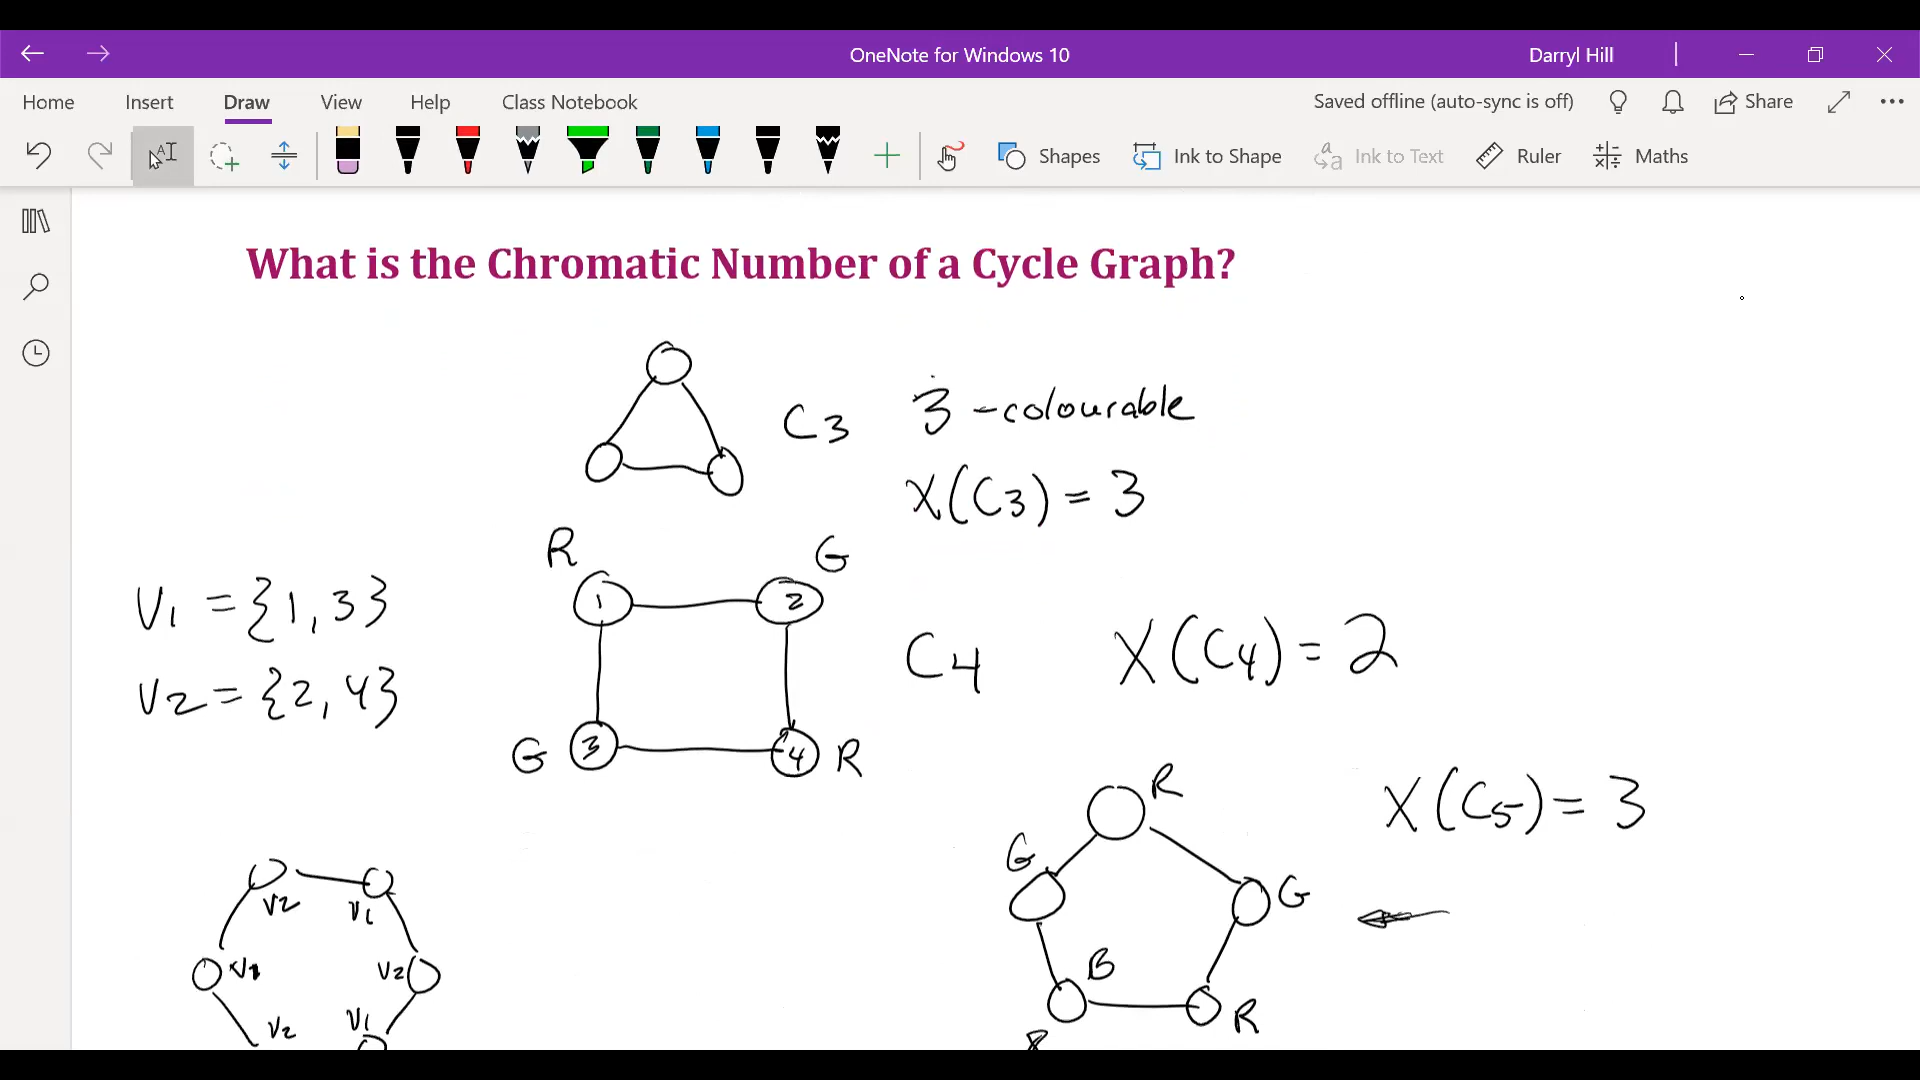 OneNote for Windows 10
Darryl Hill
Home Insert Draw View Help Class Notebook
Saved offline (auto-sync is off) Share
Shapes Ink to Shape Ink to Text Ruler Maths
What is the Chromatic Number of a Cycle Graph?
C3 3-colourable
X(C3) = 3
R G
V1 = {1, 3}
1 2
C4 X(C4) = 2
V2 = {2, 4}
G 3 4 R
R
X(C5) = 3
G
G
V2 V1
B
V1 V2
R
V2 V1